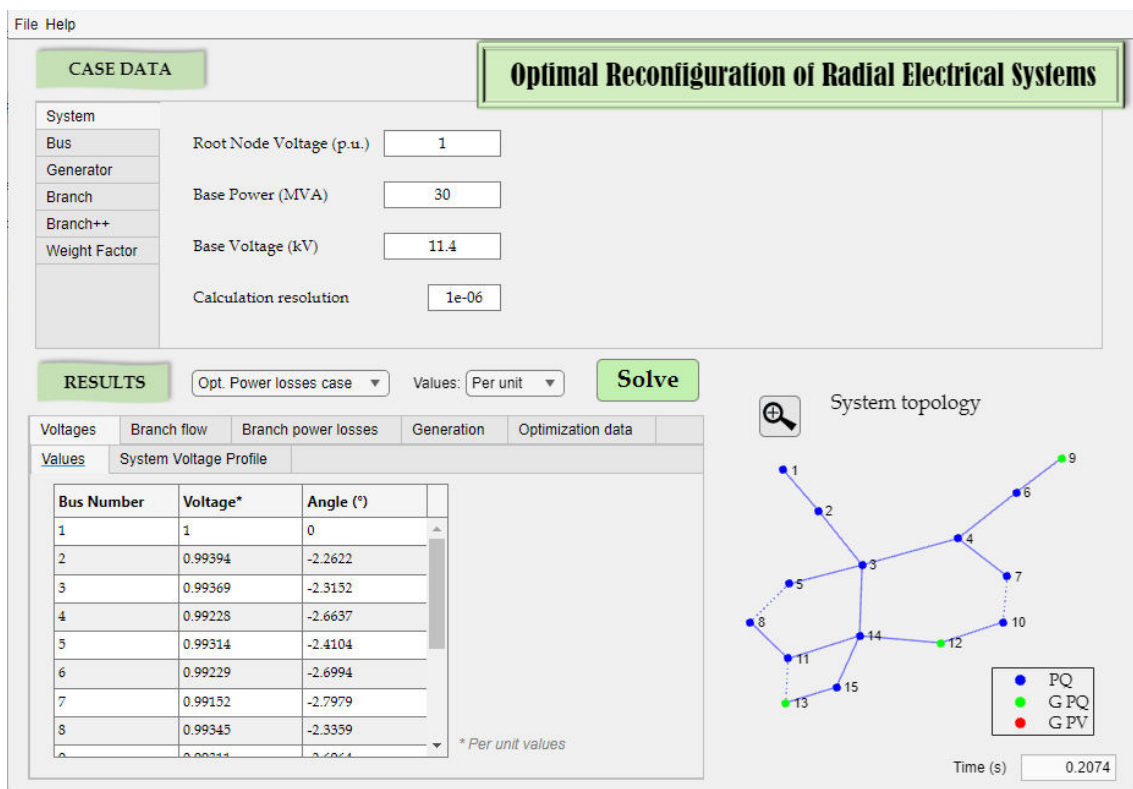 File Help
CASE DATA
Optimal Reconfiguration of Radial Electrical Systems
System
Bus
Generator
Branch
Branch++
Weight Factor
Root Node Voltage (p.u.) 1
Base Power (MVA) 30
Base Voltage (kV) 11.4
Calculation resolution 1e-06
RESULTS Opt. Power losses case Values: Per unit Solve
Voltages Branch flow Branch power losses Generation Optimization data
Values System Voltage Profile
Bus Number Voltage* Angle (°)
1 1 0
2 0.99394 -2.2622
3 0.99369 -2.3152
4 0.99228 -2.6637
5 0.99314 -2.4104
6 0.99229 -2.6994
7 0.99152 -2.7979
8 0.99345 -2.3359
* Per unit values
System topology
1
2
3
4
5
6
7
8
9
10
11
12
13
14
15
PQ
G PQ
G PV
Time (s) 0.2074